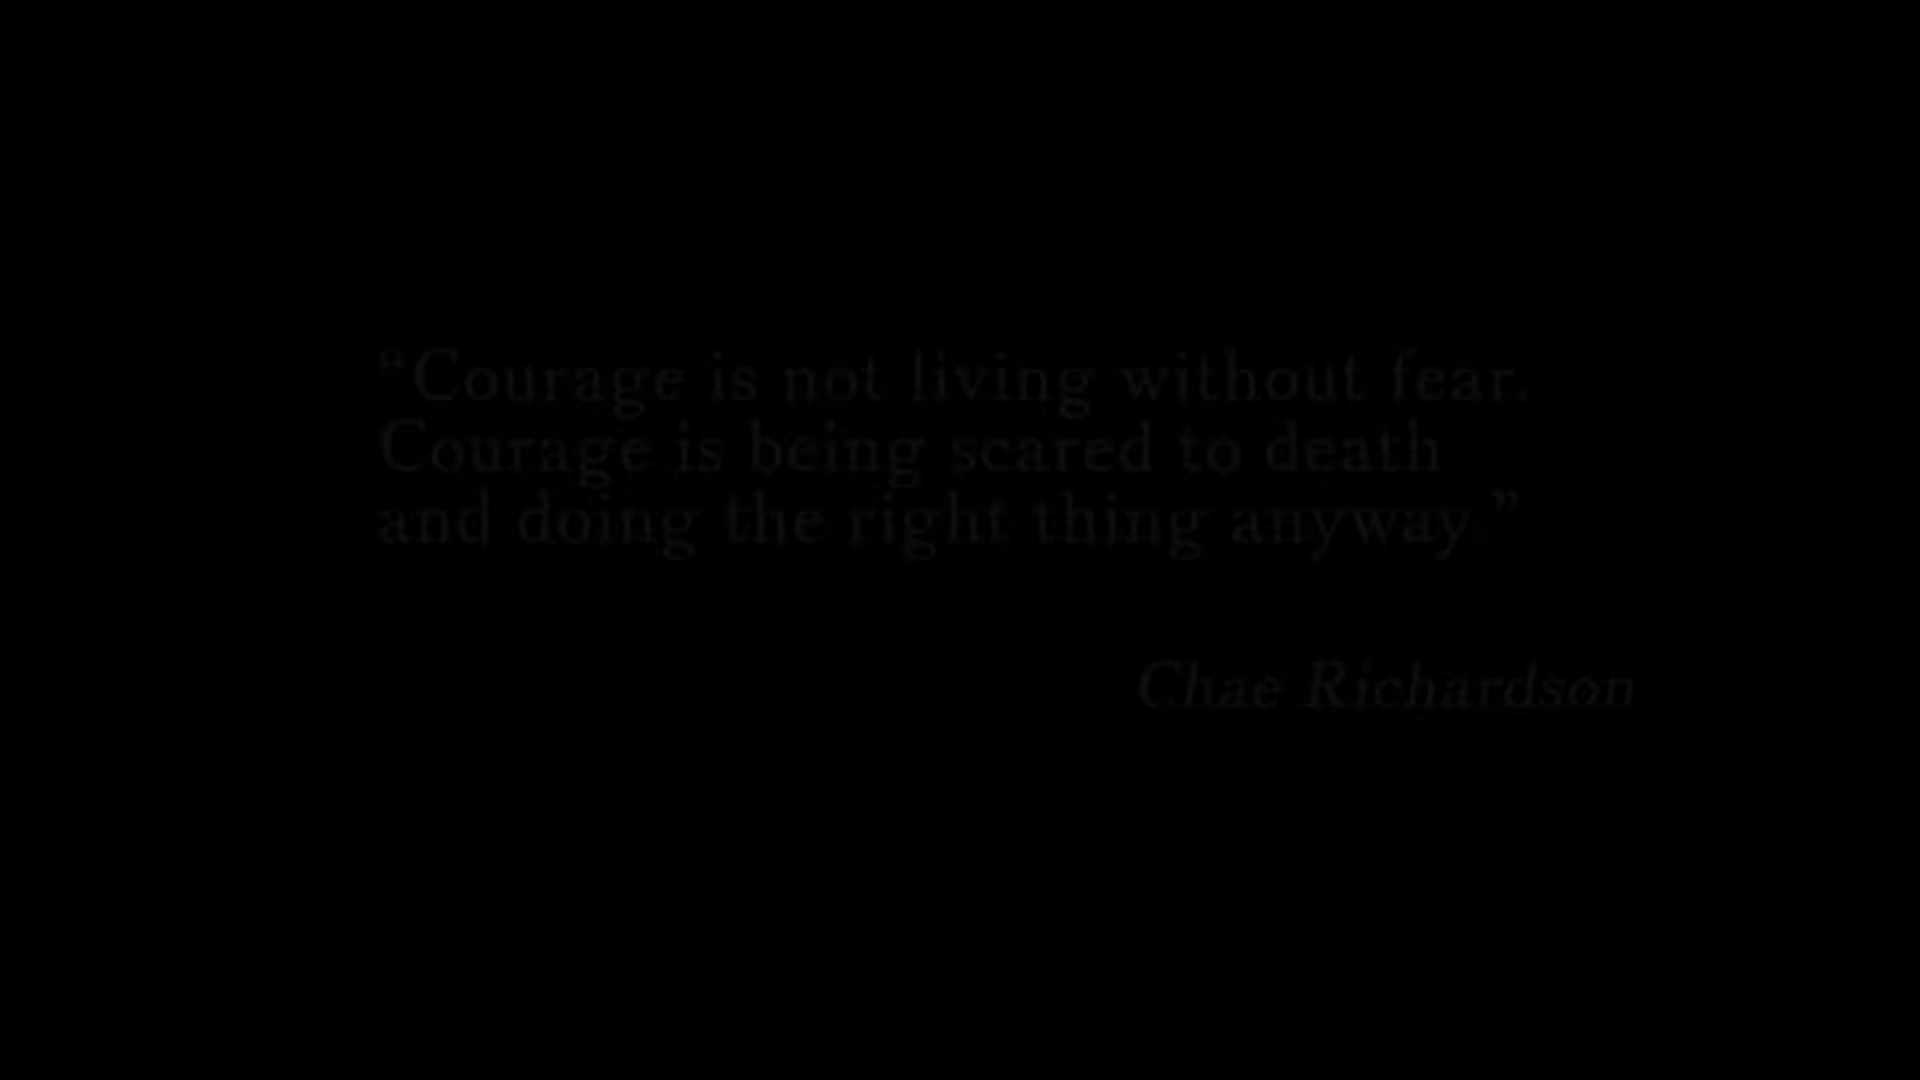 “Courage is not living without fear.
Courage is being scared to death
and doing the right thing anyway.”
Chae Richardson